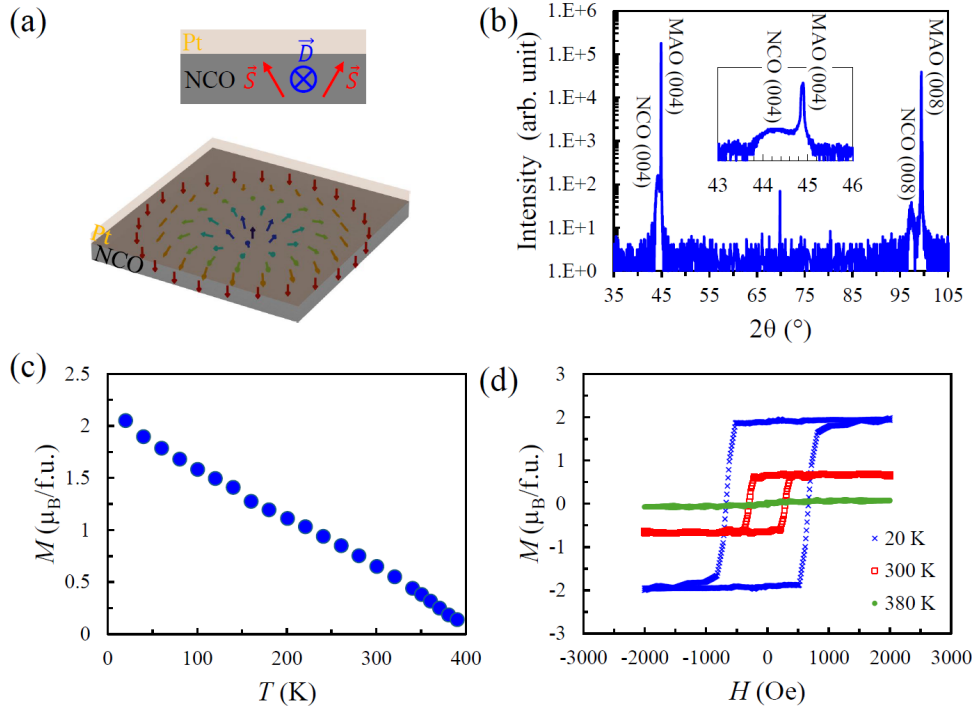 (a)
Pt
NCO
S
D
S
Pt
NCO
(b)
Intensity (arb. unit)
1.E+6
1.E+5
1.E+4
1.E+3
1.E+2
1.E+1
1.E+0
NCO (004)
MAO (004)
NCO (004)
MAO (004)
43 44 45 46
NCO (008)
MAO (008)
35 45 55 65 75 85 95 105
2θ (°)
(c)
M (μB/f.u.)
2.5
2
1.5
1
0.5
0
0 100 200 300 400
T (K)
(d)
M (μB/f.u.)
3
2
1
0
-1
-2
-3
20 K
300 K
380 K
-3000 -2000 -1000 0 1000 2000 3000
H (Oe)